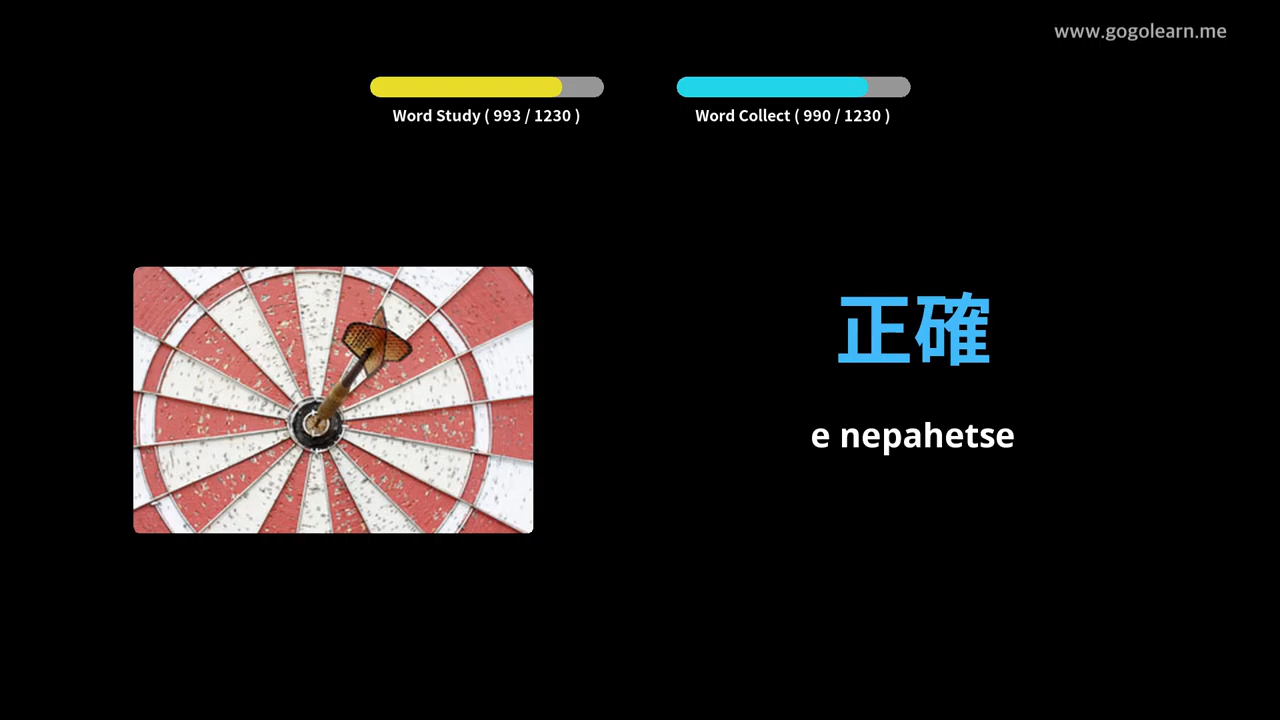 www.gogolearn.me
Word Study ( 993 / 1230 )
Word Collect ( 990 / 1230 )
正確
e nepahetse